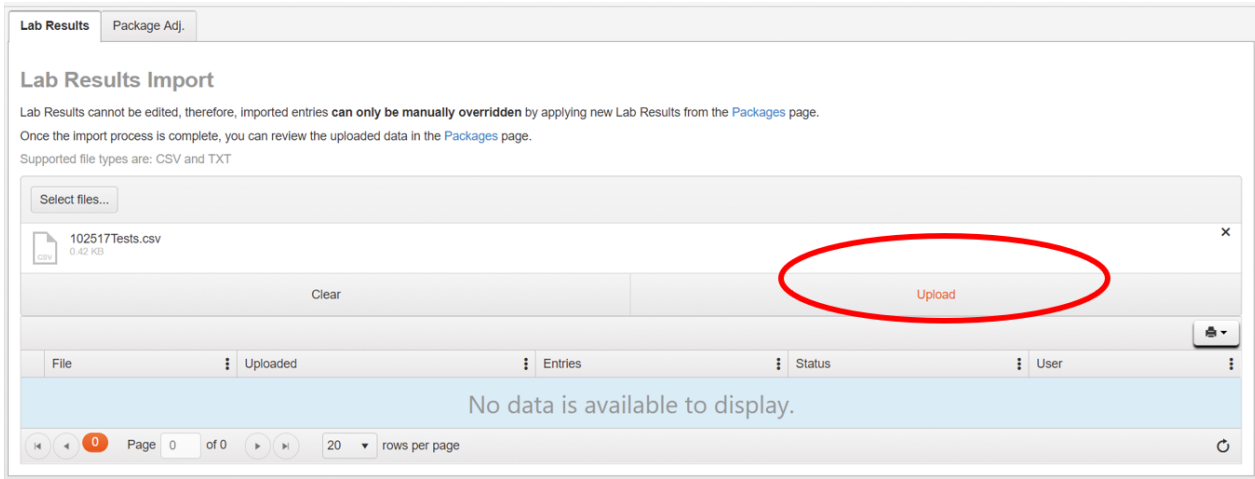 Lab Results Package Adj.
Lab Results Import
Lab Results cannot be edited, therefore, imported entries can only be manually overridden by applying new Lab Results from the Packages page.
Once the import process is complete, you can review the uploaded data in the Packages page.
Supported file types are: CSV and TXT
Select files...
102517Tests.csv
CSV 0.42 KB
Clear Upload
File Uploaded Entries Status User
No data is available to display.
0 Page 0 of 0 20 rows per page